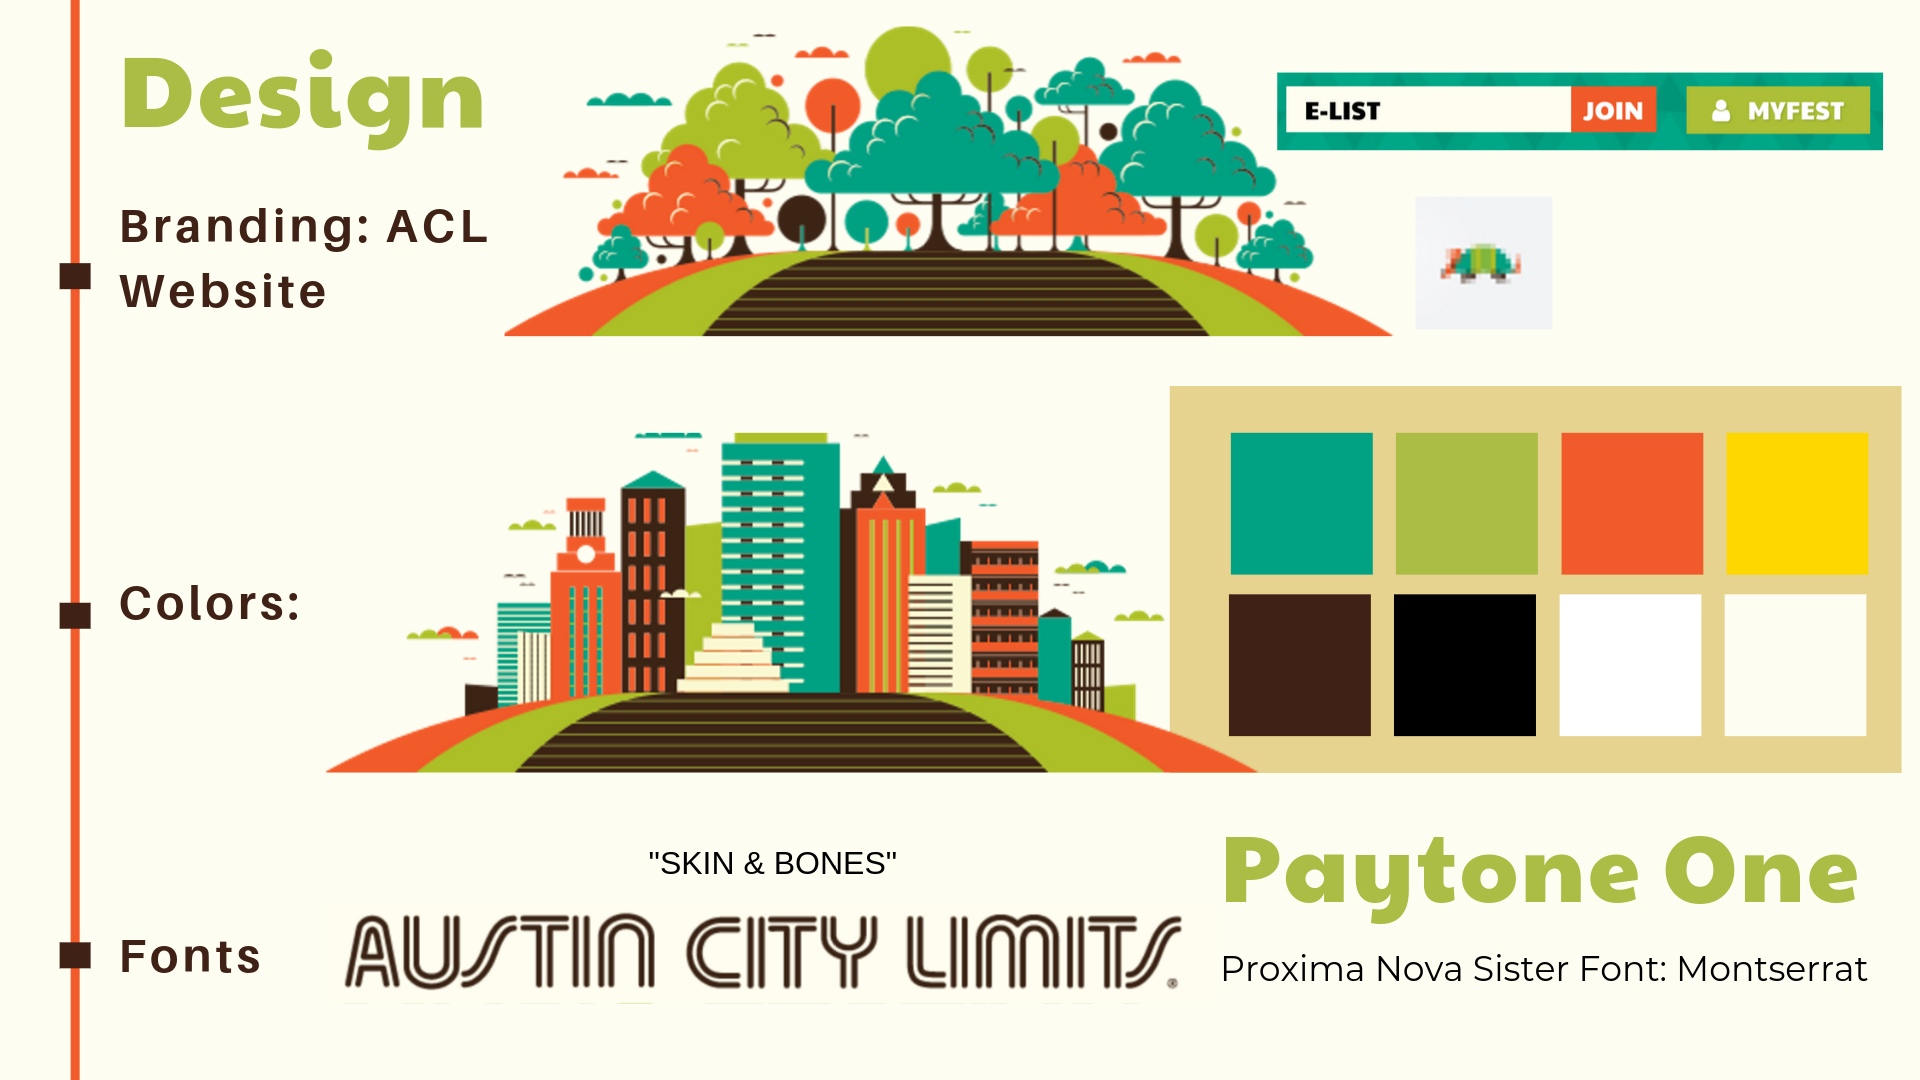 Design
E-LIST JOIN MYFEST
Branding: ACL
Website
Colors:
"SKIN & BONES"
AUSTIN CITY LIMITS®
Fonts
Paytone One
Proxima Nova Sister Font: Montserrat